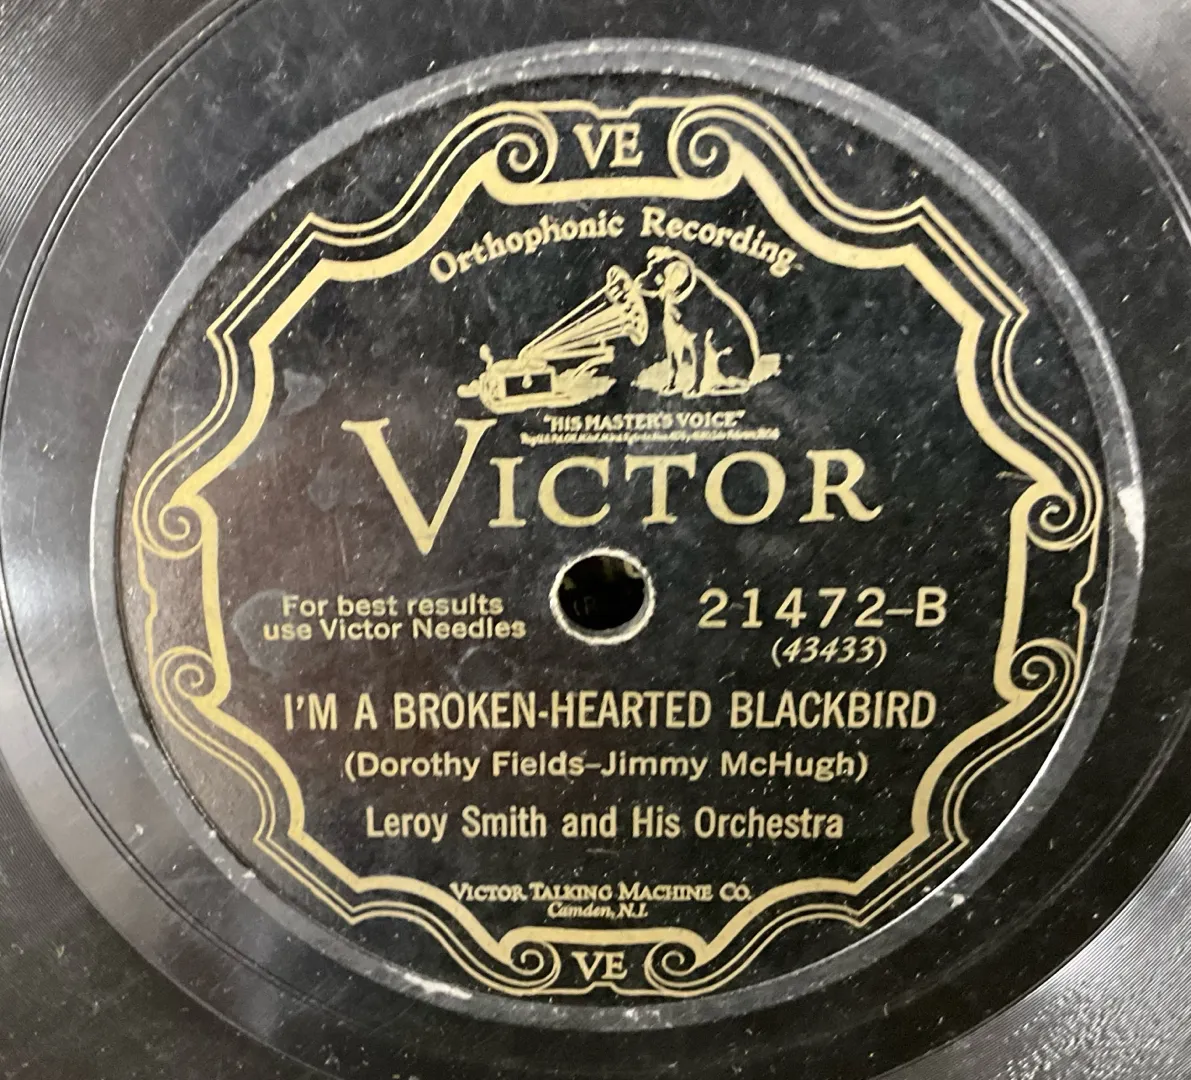 VE
Orthophonic Recording
"HIS MASTER'S VOICE"
VICTOR
For best results
use Victor Needles
21472-B
(43433)
I'M A BROKEN-HEARTED BLACKBIRD
(Dorothy Fields-Jimmy McHugh)
Leroy Smith and His Orchestra
VICTOR TALKING MACHINE CO.
Camden, N.J.
VE